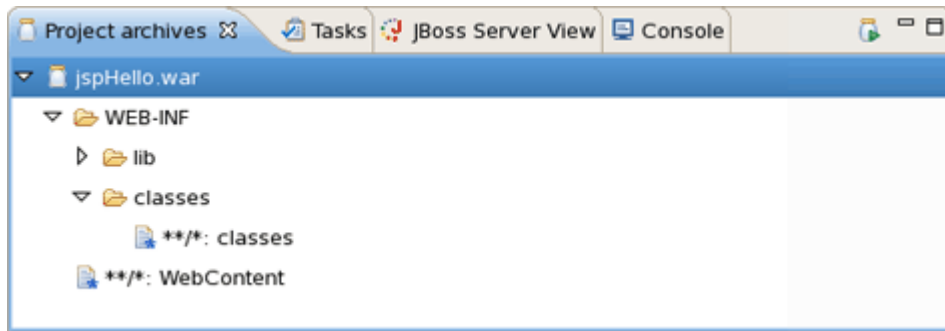 Project archives Tasks JBoss Server View Console
jspHello.war
WEB-INF
lib
classes
**/*: classes
**/*: WebContent